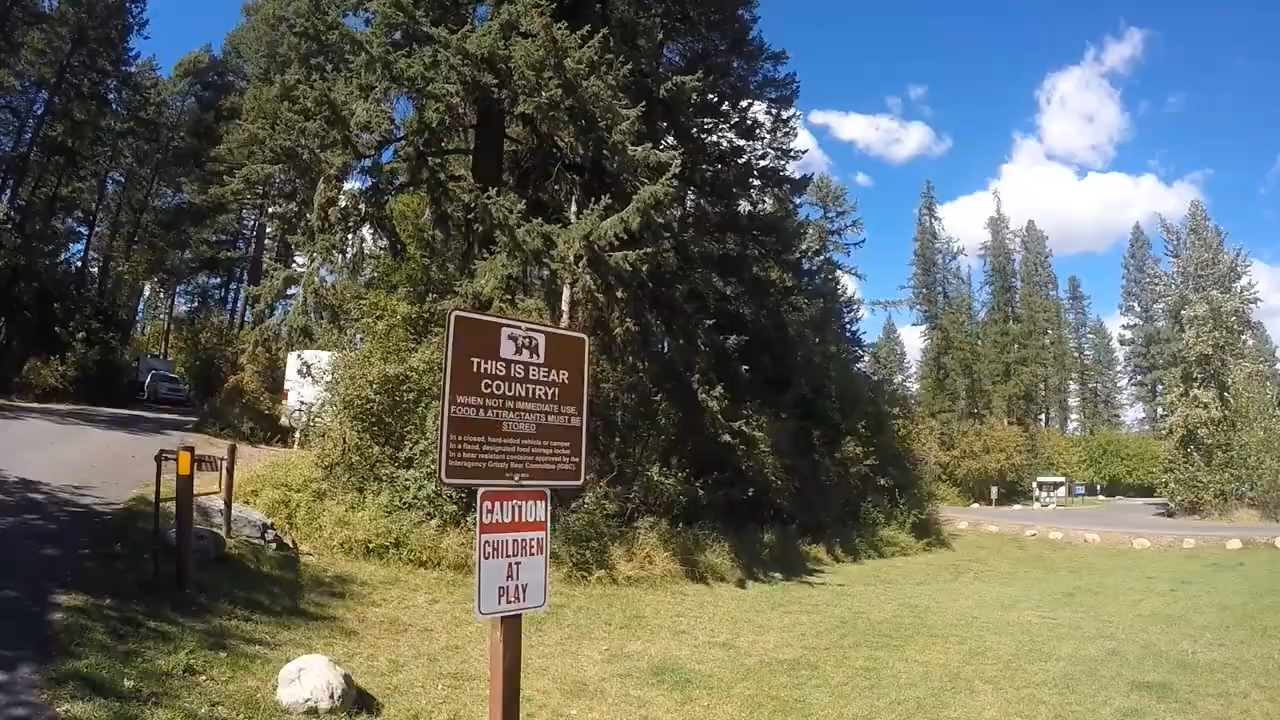 THIS IS BEAR
COUNTRY!
WHEN NOT IN IMMEDIATE USE,
FOOD & ATTRACTANTS MUST BE
STORED
In a closed, hard-sided vehicle or camper
In a fixed, designated food storage locker
In a bear resistant container approved by the
Interagency Grizzly Bear Committee (IGBC).
CAUTION
CHILDREN
AT
PLAY